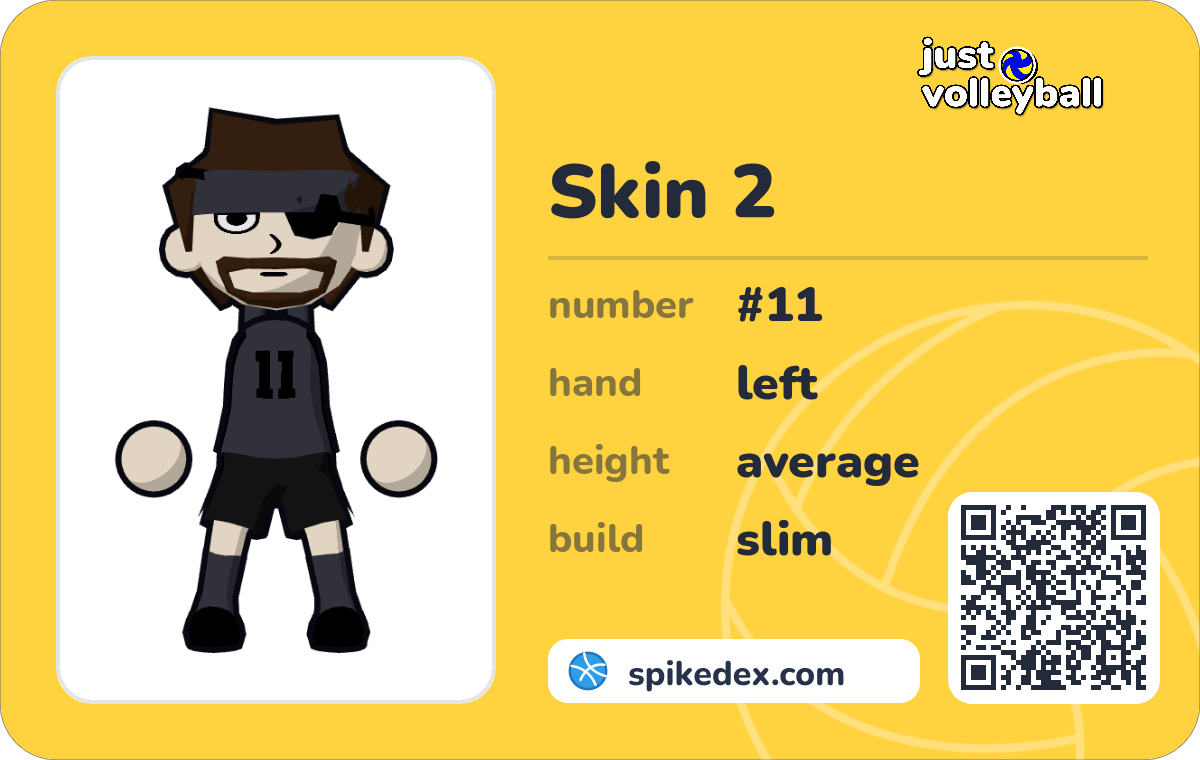 just
volleyball
Skin 2
number #11
hand left
height average
build slim
11
spikedex.com